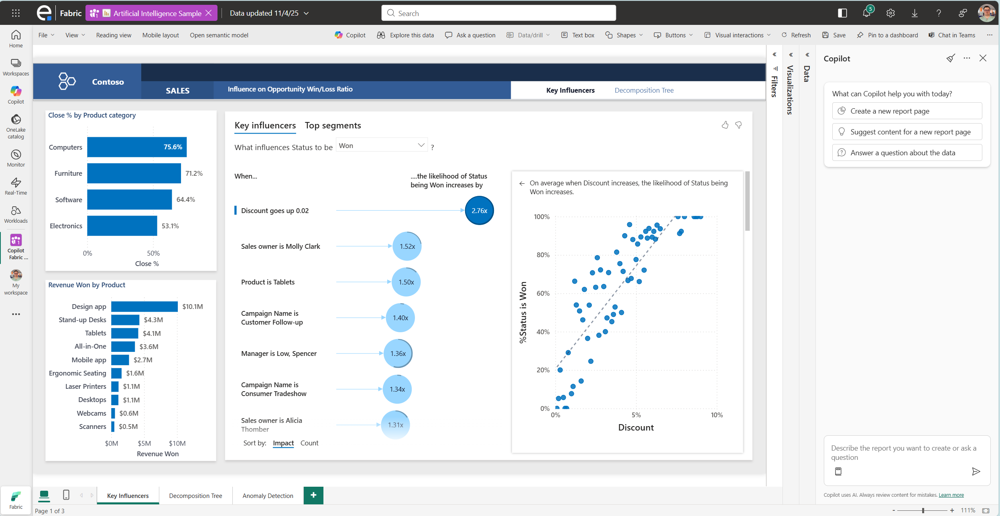 Fabric
Artificial Intelligence Sample
Data updated 11/4/25
Search
5
File
View
Reading view
Mobile layout
Open semantic model
Copilot
Explore this data
Ask a question
Data/drill
Text box
Shapes
Buttons
Visual interactions
Refresh
Save
Pin to a dashboard
Chat in Teams
Home
Workspaces
Copilot
OneLake
catalog
Monitor
Real-Time
Workloads
Copilot
Fabric ...
My
workspace
Fabric
Contoso
SALES
Influence on Opportunity Win/Loss Ratio
Key Influencers
Decomposition Tree
Close % by Product category
Computers
75.6%
Furniture
71.2%
Software
64.4%
Electronics
53.1%
0%
50%
Close %
Revenue Won by Product
Design app
$10.1M
Stand-up Desks
$4.3M
Tablets
$4.1M
All-in-One
$3.6M
Mobile app
$2.7M
Ergonomic Seating
$1.6M
Laser Printers
$1.1M
Desktops
$1.1M
Webcams
$0.6M
Scanners
$0.5M
$0M
$5M
$10M
Revenue Won
Key influencers
Top segments
What influences Status to be
Won
?
When...
....the likelihood of Status
being Won increases by
Discount goes up 0.02
2.76x
Sales owner is Molly Clark
1.52x
Product is Tablets
1.50x
Campaign Name is
Customer Follow-up
1.40x
Manager is Low, Spencer
1.36x
Campaign Name is
Consumer Tradeshow
1.34x
Sales owner is Alicia
Thomber
1.31x
Sort by:
Impact
Count
On average when Discount increases, the likelihood of Status being
Won increases.
100%
80%
60%
40%
20%
0%
%Status is Won
0%
5%
10%
Discount
Filters
Visualizations
Data
Copilot
What can Copilot help you with today?
Create a new report page
Suggest content for a new report page
Answer a question about the data
Describe the report you want to create or ask a
question
Copilot uses AI. Always review content for mistakes. Learn more
Key Influencers
Decomposition Tree
Anomaly Detection
+
Page 1 of 3
- + 111%